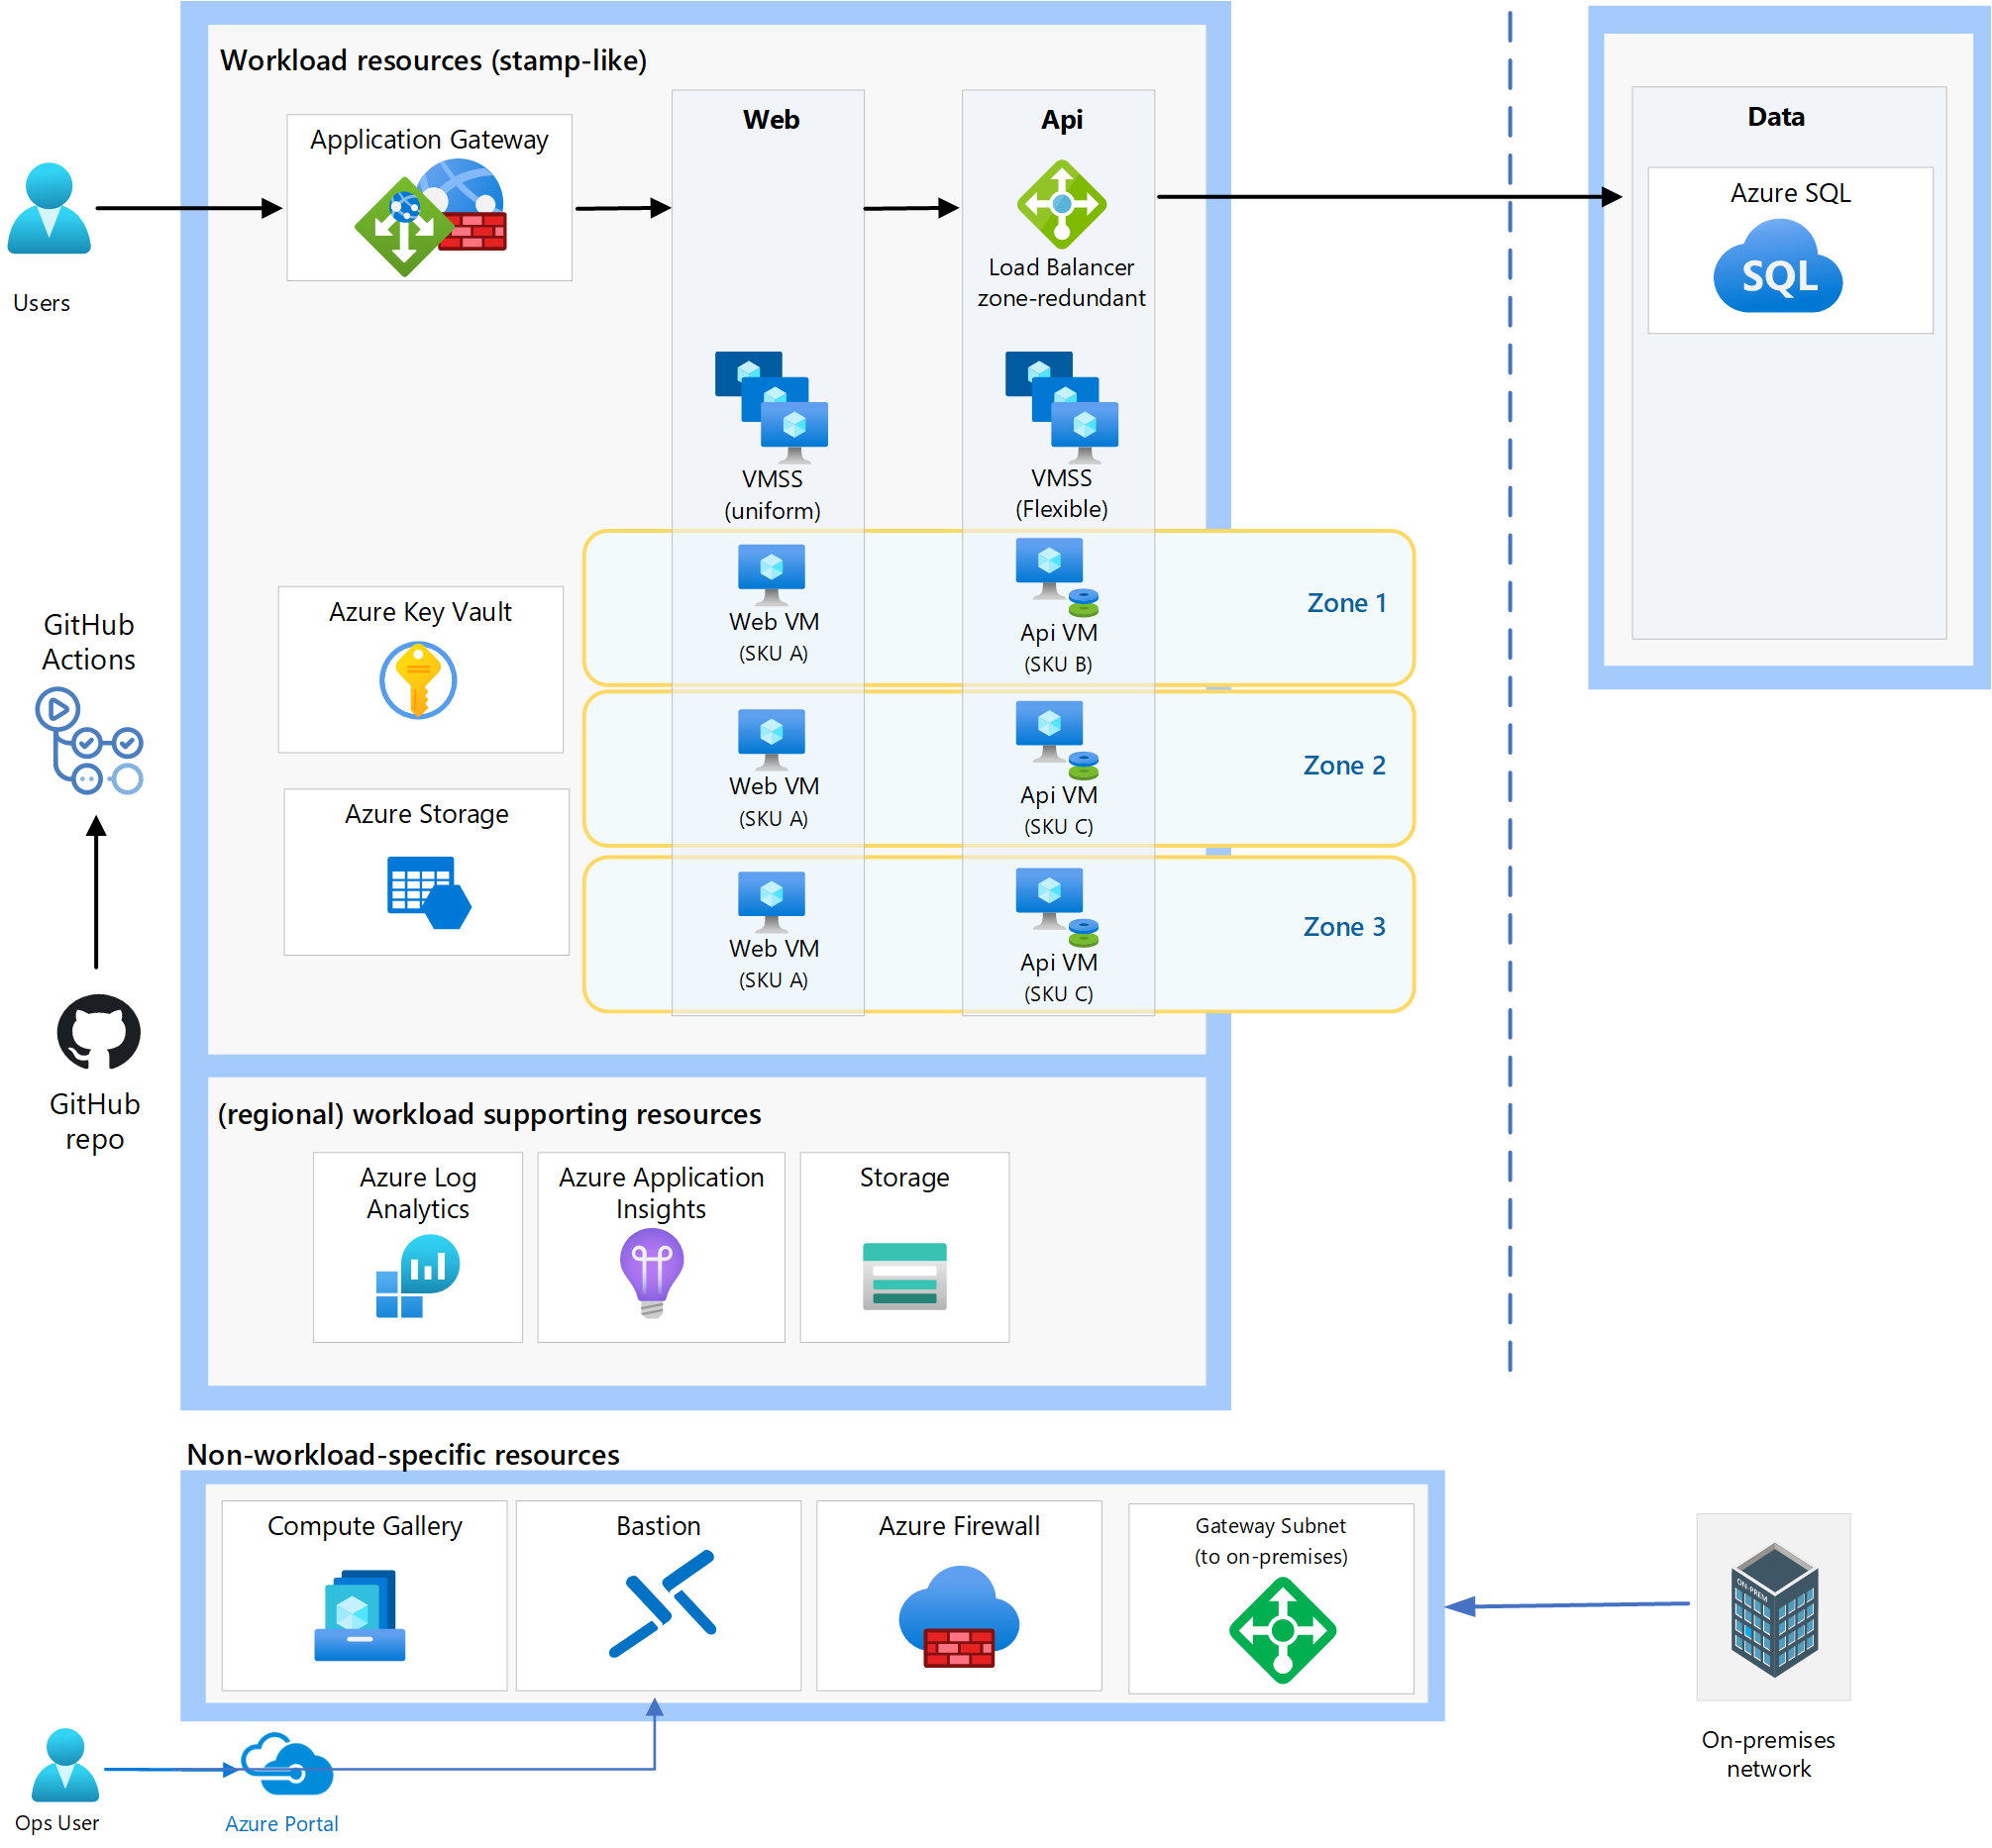 Workload resources (stamp-like)
Application Gateway
Web
Api
Load Balancer
zone-redundant
Data
Azure SQL
SQL
Users
VMSS
(uniform)
VMSS
(Flexible)
Web VM
(SKU A)
Api VM
(SKU B)
Zone 1
Azure Key Vault
GitHub
Actions
Web VM
(SKU A)
Api VM
(SKU C)
Zone 2
Azure Storage
Web VM
(SKU A)
Api VM
(SKU C)
Zone 3
GitHub
repo
(regional) workload supporting resources
Azure Log
Analytics
Azure Application
Insights
Storage
Non-workload-specific resources
Compute Gallery
Bastion
Azure Firewall
Gateway Subnet
(to on-premises)
ON-PREM
On-premises
network
Ops User
Azure Portal